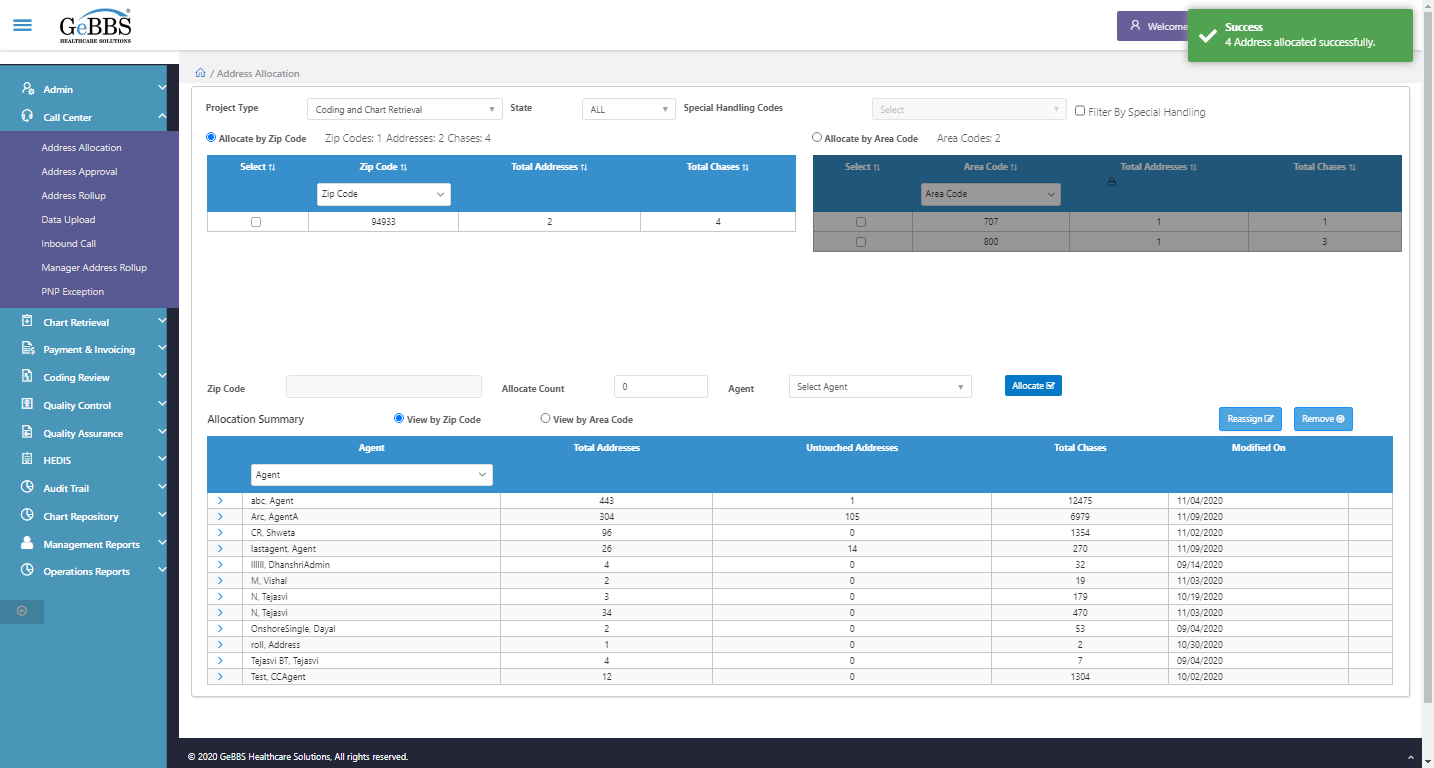 GeBBS
HEALTHCARE SOLUTIONS
Welcome
Success
4 Address allocated successfully.
Admin
Call Center
Address Allocation
Address Approval
Address Rollup
Data Upload
Inbound Call
Manager Address Rollup
PNP Exception
Chart Retrieval
Payment & Invoicing
Coding Review
Quality Control
Quality Assurance
HEDIS
Audit Trail
Chart Repository
Management Reports
Operations Reports
/ Address Allocation
Project Type Coding and Chart Retrieval State ALL Special Handling Codes Select Filter By Special Handling
Allocate by Zip Code Zip Codes: 1 Addresses: 2 Chases: 4
Select Zip Code Total Addresses Total Chases
Zip Code
94933 2 4
Allocate by Area Code Area Codes: 2
Select Area Code Total Addresses Total Chases
Area Code
707 1 1
800 1 3
Zip Code Allocate Count 0 Agent Select Agent Allocate
Allocation Summary View by Zip Code View by Area Code Reassign Remove
Agent Total Addresses Untouched Addresses Total Chases Modified On
Agent
abc, Agent 443 1 12475 11/04/2020
Arc, AgentA 304 105 6979 11/09/2020
CR, Shweta 96 0 1354 11/02/2020
lastagent, Agent 26 14 270 11/09/2020
DhanshriAdmin 4 0 32 09/14/2020
M, Vishal 2 0 19 11/03/2020
N, Tejasvi 3 0 179 10/19/2020
N, Tejasvi 34 0 470 11/03/2020
OnshoreSingle, Dayal 2 0 53 09/04/2020
roll, Address 1 0 2 10/30/2020
Tejasvi BT, Tejasvi 4 0 7 09/04/2020
Test, CCAgent 12 0 1304 10/02/2020
© 2020 GeBBS Healthcare Solutions, All rights reserved.